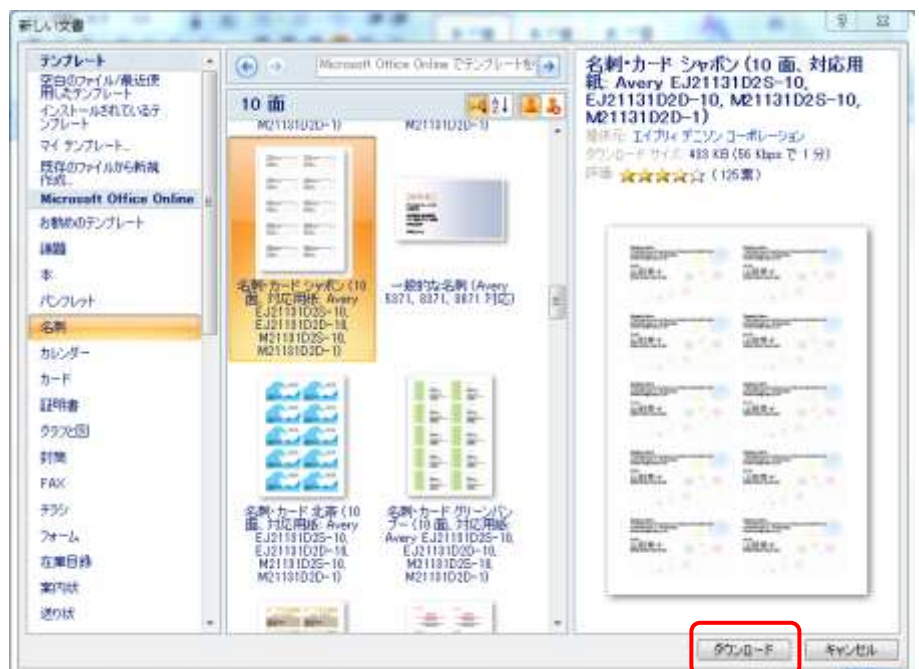 新しい文書
テンプレート
空白のファイル/最近使
用したテンプレート
インストールされているテ
ンプレート
マイ テンプレート...
既存のファイルから新規
作成...
Microsoft Office Online
お勧めのテンプレート
課題
本
パンフレット
名刺
カレンダー
カード
証明書
グラフと図
封筒
FAX
チラシ
フォーム
在庫目録
案内状
送り状
Microsoft Office Online でテンプレートを
10 面
M21131D2D-1)
M21131D2D-1)
名刺・カード シャボン (10
面、対応用紙: Avery
EJ21131D2S-10,
EJ21131D2D-10,
M21131D2S-10,
M21131D2D-1)
一般的な名刺 (Avery
5371, 8371, 8871 対応)
名刺・カード 北斎 (10
面、対応用紙: Avery
EJ21131D2S-10,
EJ21131D2D-10,
M21131D2S-10,
M21131D2D-1)
名刺・カード グリーンバン
ブー (10 面、対応用紙:
Avery EJ21131D2S-10,
EJ21131D2D-10,
M21131D2S-10,
M21131D2D-1)
名刺・カード シャボン (10 面、対応用
紙: Avery EJ21131D2S-10,
EJ21131D2D-10, M21131D2S-10,
M21131D2D-1)
提供元: エイブリィ デニソン コーポレーション
ダウンロード サイズ: 433 KB (56 Kbps で 1 分)
評価: (125票)
ダウンロード
キャンセル